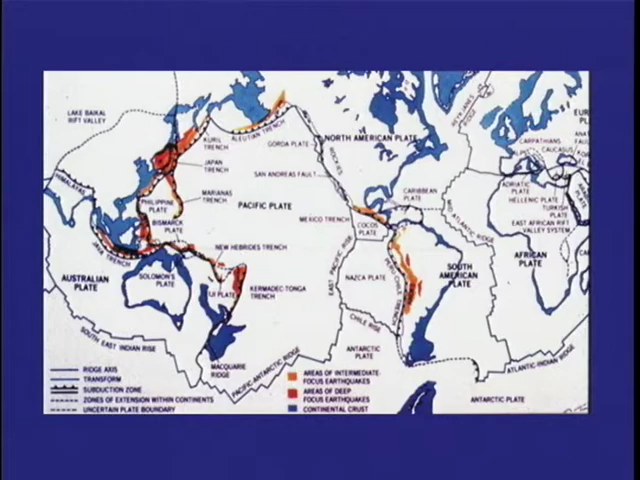 LAKE BAIKAL
RIFT VALLEY
HIMALAYAS
ALEUTIAN TRENCH
KURIL
TRENCH
JAPAN
TRENCH
MARIANAS
TRENCH
PHILIPPINE
PLATE
BISMARCK
PLATE
JAVA TRENCH
AUSTRALIAN
PLATE
SOLOMON'S
PLATE
NEW HEBRIDES TRENCH
FIJI PLATE
KERMADEC-TONGA
TRENCH
SOUTH EAST INDIAN RISE
MACQUARIE
RIDGE
PACIFIC-ANTARCTIC RIDGE
PACIFIC PLATE
GORDA PLATE
NORTH AMERICAN PLATE
ROCKIES
SAN ANDREAS FAULT
MEXICO TRENCH
COCOS
PLATE
CARIBBEAN
PLATE
EAST PACIFIC RISE
NAZCA PLATE
PERU-CHILE TRENCH
CHILE RISE
ANTARCTIC
PLATE
SOUTH
AMERICAN
PLATE
MID ATLANTIC RIDGE
REYKJANES
RIDGE
CARPATHIANS
CAUCASUS
ADRIATIC
PLATE
HELLENIC PLATE
TURKISH
PLATE
EAST AFRICAN RIFT
VALLEY SYSTEM
AFRICAN
PLATE
ATLANTIC-INDIAN RIDGE
ANTARCTIC PLATE
RIDGE AXIS
TRANSFORM
SUBDUCTION ZONE
ZONES OF EXTENSION WITHIN CONTINENTS
UNCERTAIN PLATE BOUNDARY
AREAS OF INTERMEDIATE-
FOCUS EARTHQUAKES
AREAS OF DEEP
FOCUS EARTHQUAKES
CONTINENTAL CRUST